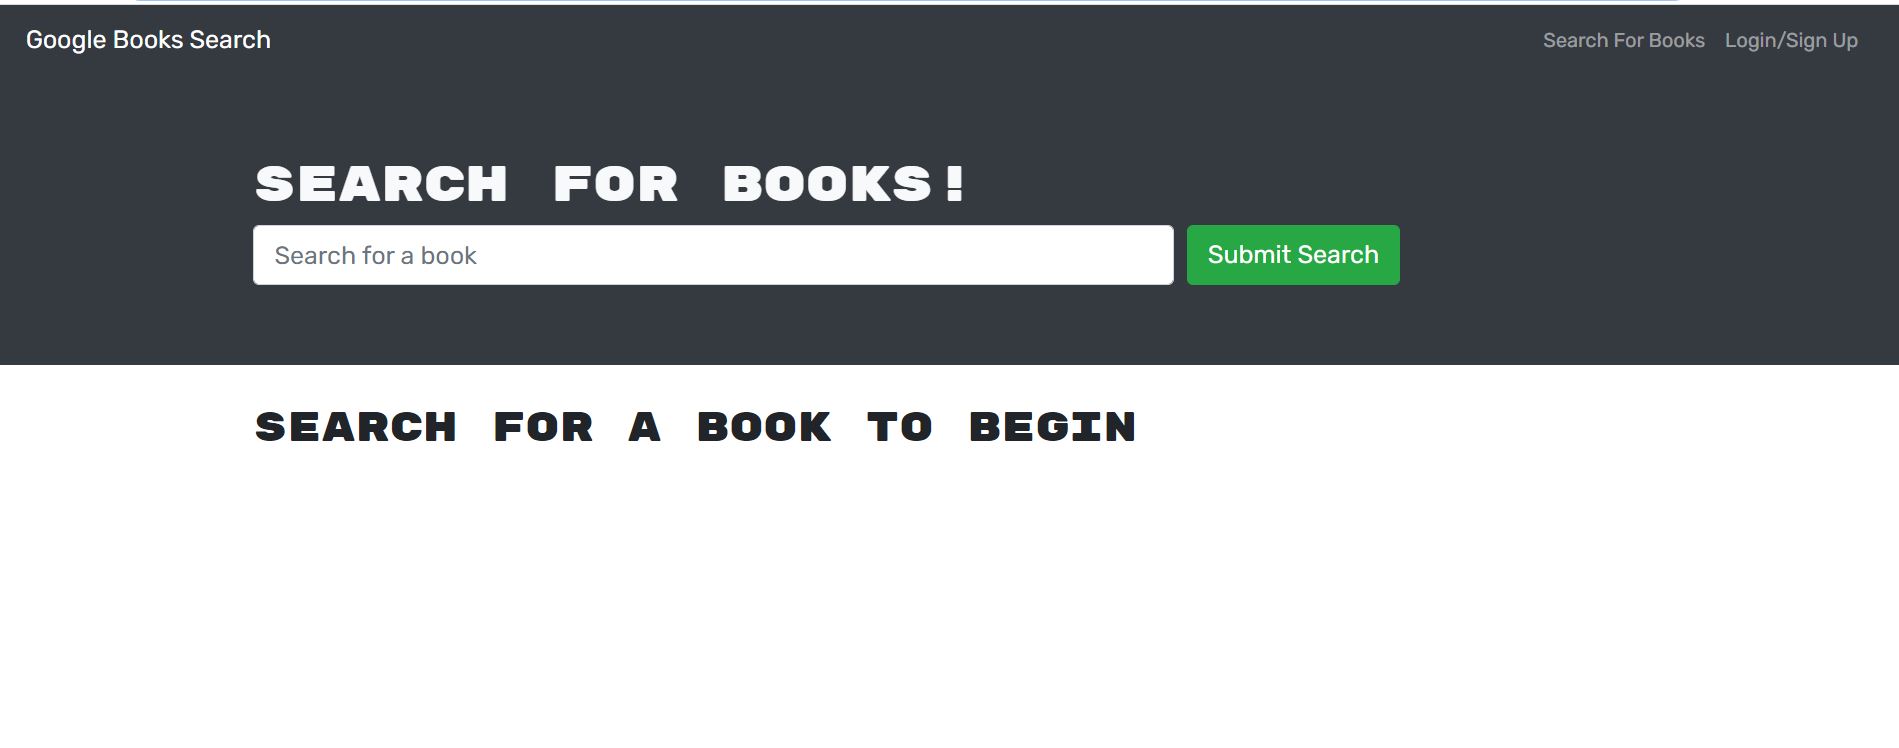 Google Books Search Search For Books Login/Sign Up
SEARCH FOR BOOKS!
Search for a book Submit Search
SEARCH FOR A BOOK TO BEGIN